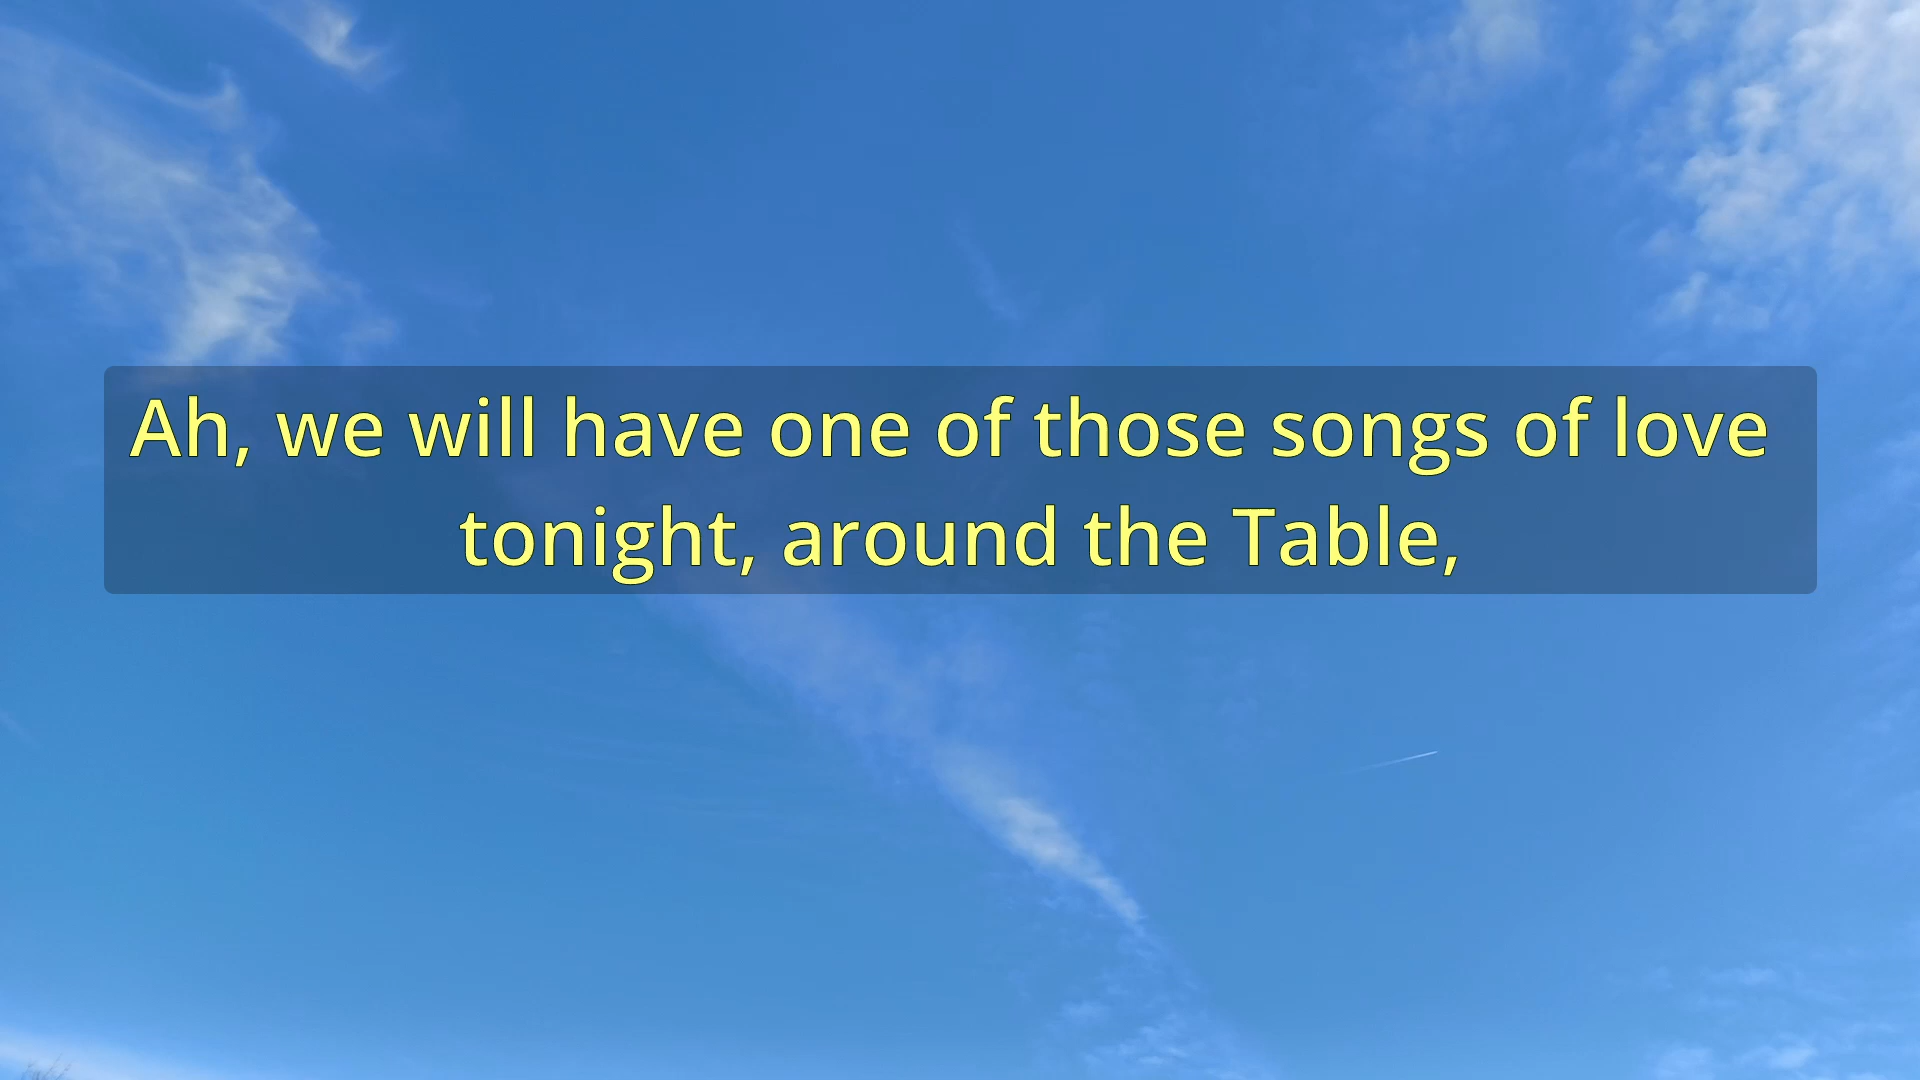 Ah, we will have one of those songs of love
tonight, around the Table,